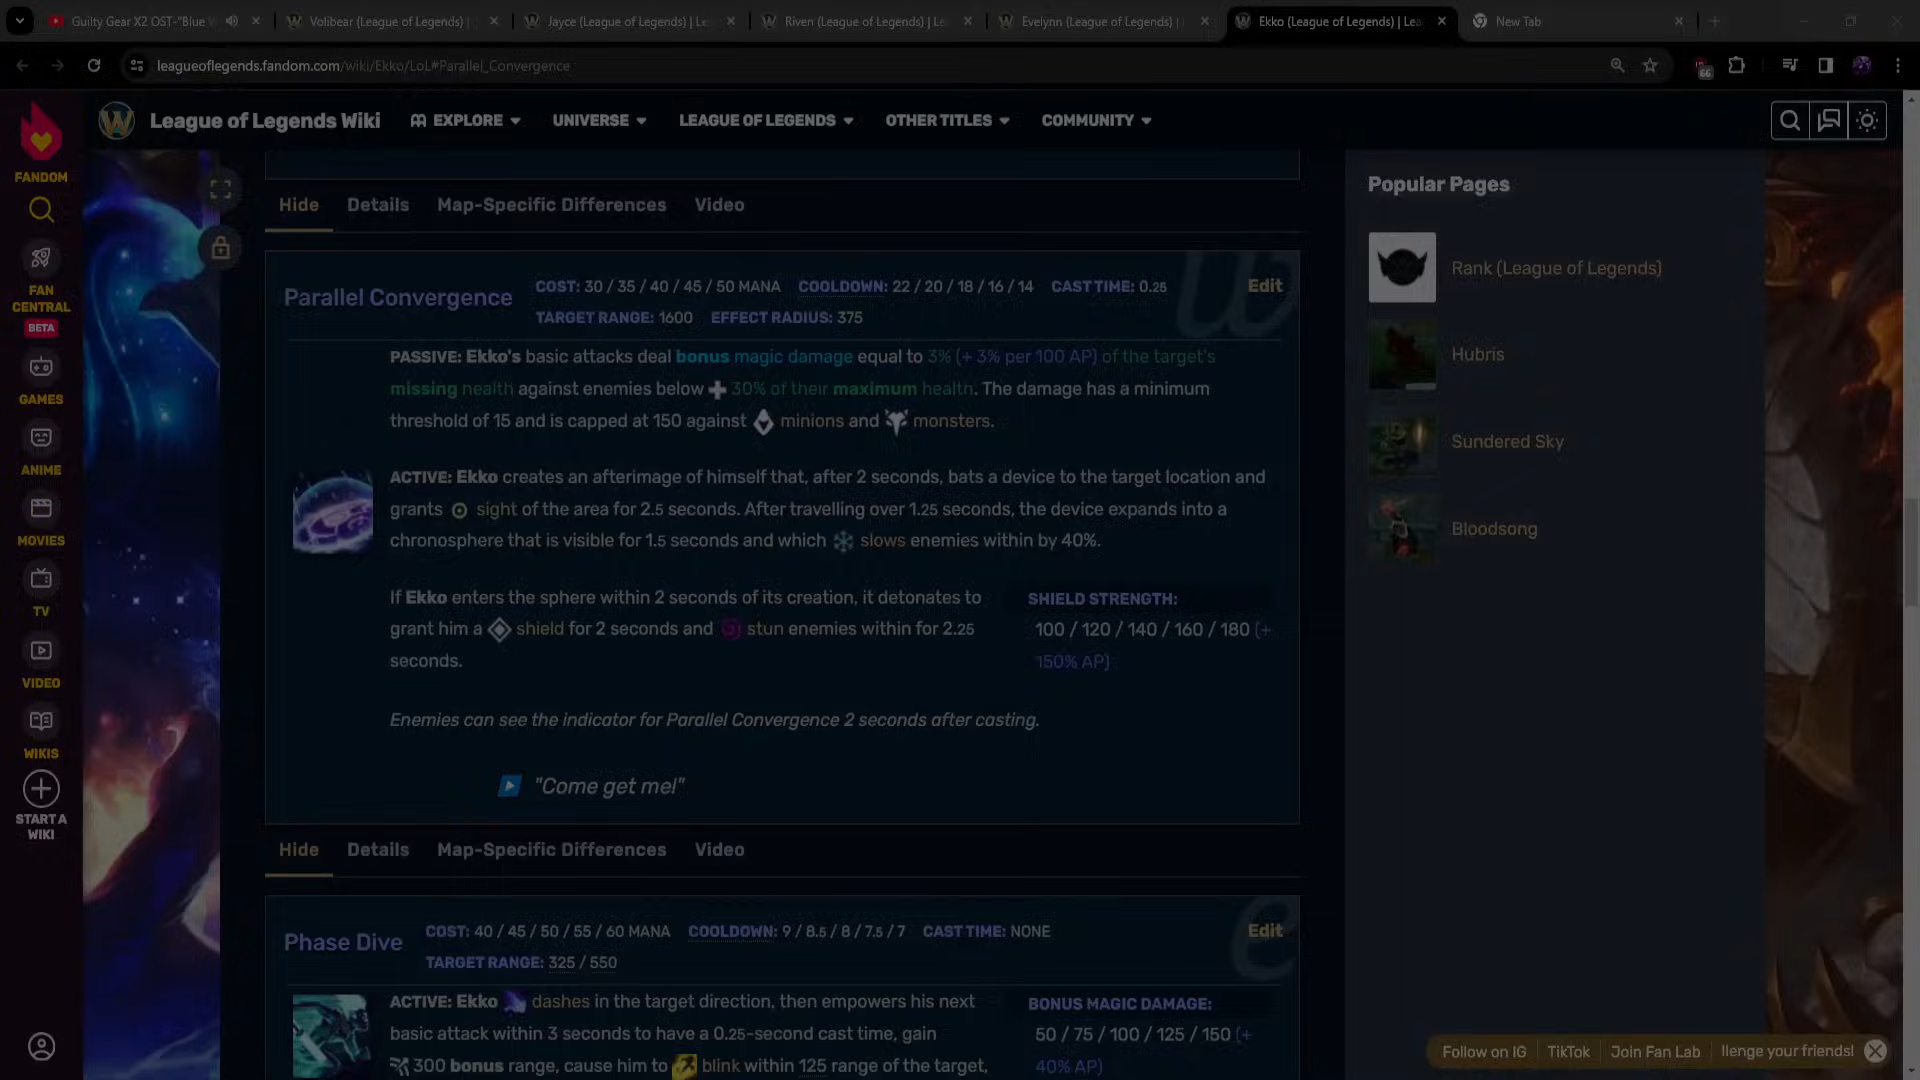 Guilty Gear X2 OST-"Blue
Volibear (League of Legends) | L
Jayce (League of Legends) | Le
Riven (League of Legends) | Le
Evelynn (League of Legends) |
Ekko (League of Legends) | Lea
New Tab
leagueoflegends.fandom.com/wiki/Ekko/LoL#Parallel_Convergence
66
League of Legends Wiki
EXPLORE
UNIVERSE
LEAGUE OF LEGENDS
OTHER TITLES
COMMUNITY
FANDOM
FAN
CENTRAL
BETA
GAMES
ANIME
MOVIES
TV
VIDEO
WIKIS
START A
WIKI
Hide Details Map-Specific Differences Video
Parallel Convergence
COST: 30 / 35 / 40 / 45 / 50 MANA COOLDOWN: 22 / 20 / 18 / 16 / 14 CAST TIME: 0.25
TARGET RANGE: 1600 EFFECT RADIUS: 375
w
Edit
PASSIVE: Ekko's basic attacks deal bonus magic damage equal to 3% (+ 3% per 100 AP) of the target's
missing health against enemies below 30% of their maximum health. The damage has a minimum
threshold of 15 and is capped at 150 against minions and monsters.
ACTIVE: Ekko creates an afterimage of himself that, after 2 seconds, bats a device to the target location and
grants sight of the area for 2.5 seconds. After travelling over 1.25 seconds, the device expands into a
chronosphere that is visible for 1.5 seconds and which slows enemies within by 40%.
If Ekko enters the sphere within 2 seconds of its creation, it detonates to
grant him a shield for 2 seconds and stun enemies within for 2.25
seconds.
SHIELD STRENGTH:
100 / 120 / 140 / 160 / 180 (+
150% AP)
Enemies can see the indicator for Parallel Convergence 2 seconds after casting.
"Come get me!"
Hide Details Map-Specific Differences Video
Phase Dive
COST: 40 / 45 / 50 / 55 / 60 MANA COOLDOWN: 9 / 8.5 / 8 / 7.5 / 7 CAST TIME: NONE
TARGET RANGE: 325 / 550
e
Edit
ACTIVE: Ekko dashes in the target direction, then empowers his next
basic attack within 3 seconds to have a 0.25-second cast time, gain
300 bonus range, cause him to blink within 125 range of the target,
BONUS MAGIC DAMAGE:
50 / 75 / 100 / 125 / 150 (+
40% AP)
Popular Pages
Rank (League of Legends)
Hubris
Sundered Sky
Bloodsong
Follow on IG
TikTok
Join Fan Lab
llenge your friends!